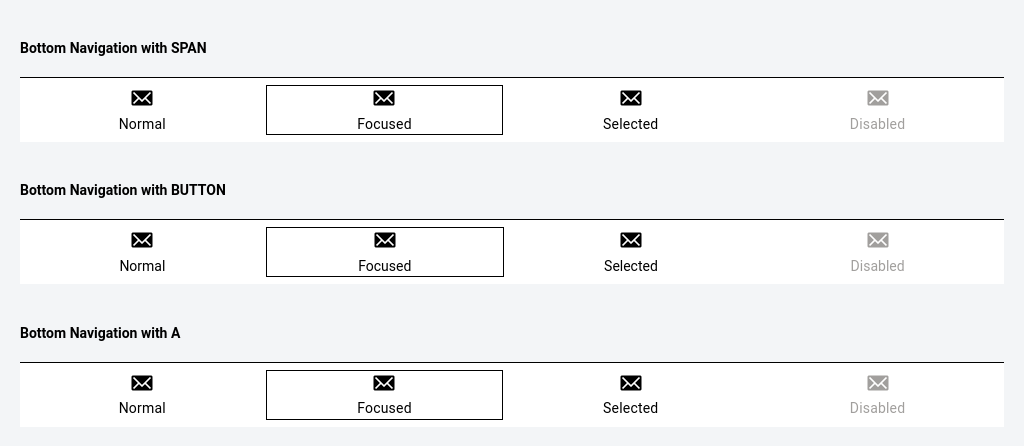 Bottom Navigation with SPAN
Normal Focused Selected Disabled
Bottom Navigation with BUTTON
Normal Focused Selected Disabled
Bottom Navigation with A
Normal Focused Selected Disabled